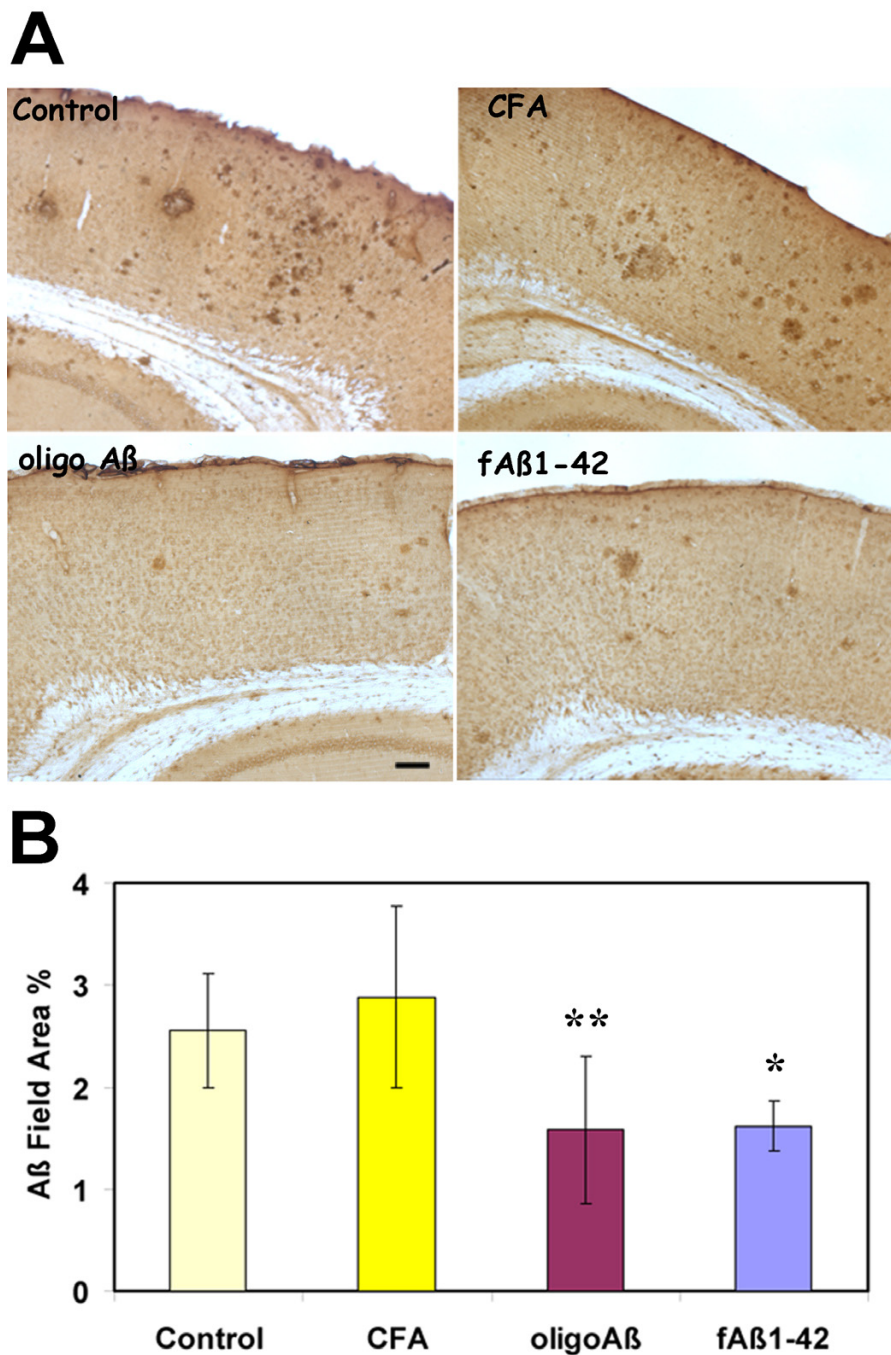 A
Control
CFA
oligo Aß
fAß1-42
B
Aß Field Area %
4
3
2
1
0
**
*
Control
CFA
oligoAß
fAß1-42